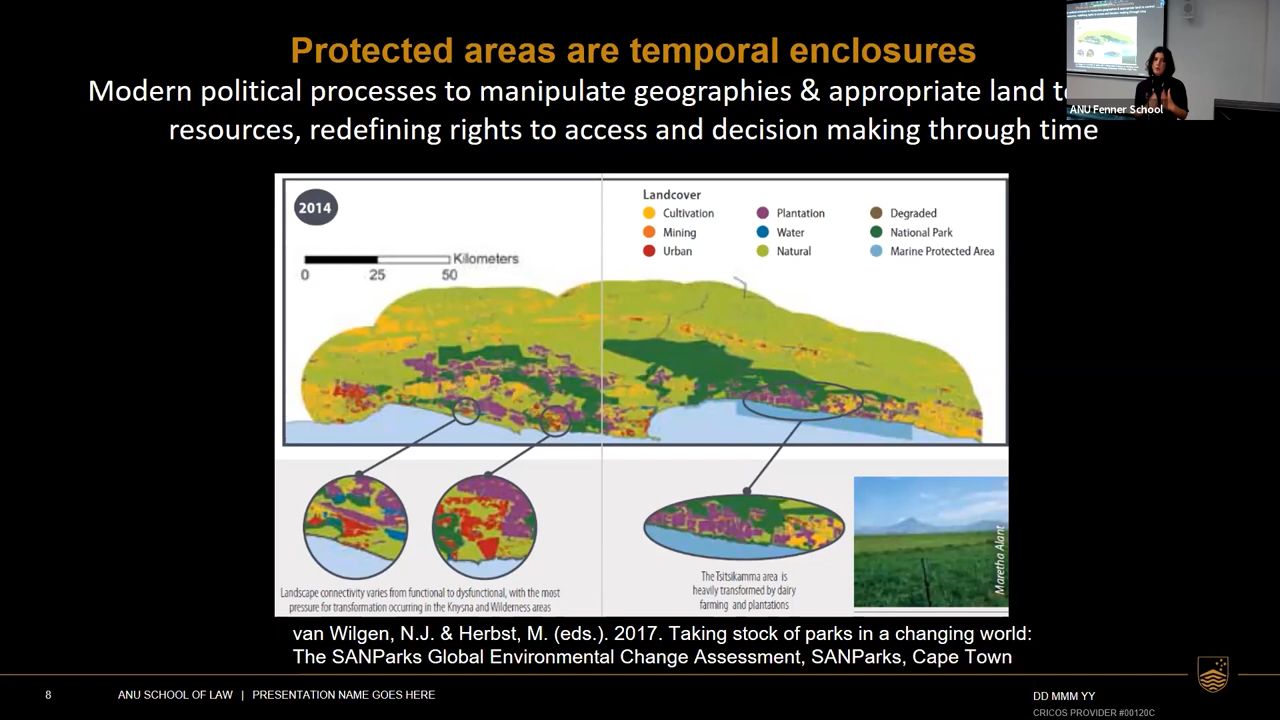 Protected areas are temporal enclosures
Modern political processes to manipulate geographies & appropriate land to
resources, redefining rights to access and decision making through time
ANU Fenner School
2014
Kilometers
0 25 50
Landcover
Cultivation
Mining
Urban
Plantation
Water
Natural
Degraded
National Park
Marine Protected Area
Landscape connectivity varies from functional to dysfunctional, with the most
pressure for transformation occurring in the Knysna and Wilderness areas
The Tsitsikamma area is
heavily transformed by dairy
farming and plantations
Maretha Alant
van Wilgen, N.J. & Herbst, M. (eds.). 2017. Taking stock of parks in a changing world:
The SANParks Global Environmental Change Assessment, SANParks, Cape Town
8 ANU SCHOOL OF LAW | PRESENTATION NAME GOES HERE
DD MMM YY
CRICOS PROVIDER #00120C